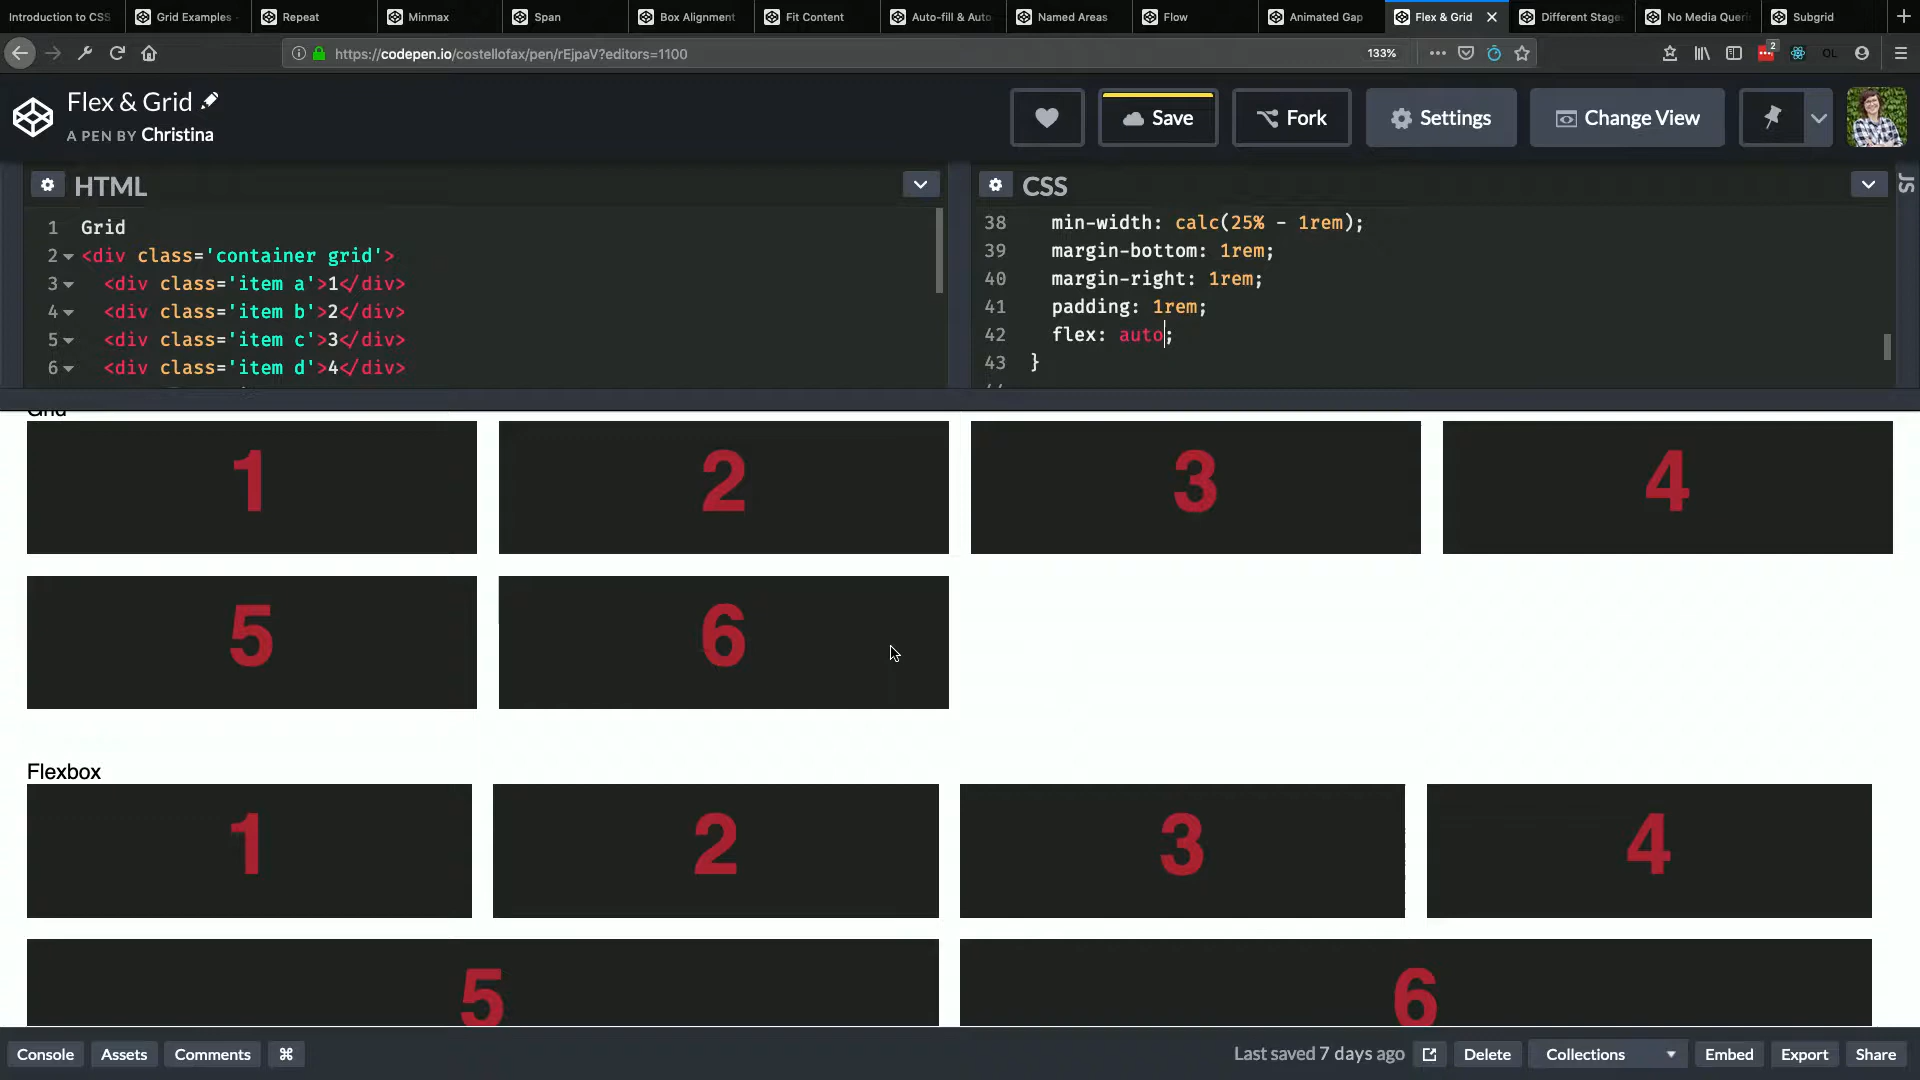 Introduction to CSS
Grid Examples
Repeat
Minmax
Span
Box Alignment
Fit Content
Auto-fill & Auto
Named Areas
Flow
Animated Gap
Flex & Grid
Different Stage
No Media Queri
Subgrid
https://codepen.io/costellofax/pen/rEjpaV?editors=1100
133%
2
OL
Flex & Grid
A PEN BY Christina
Save
Fork
Settings
Change View
HTML
1 Grid
2 <div class='container grid'>
3 <div class='item a'>1</div>
4 <div class='item b'>2</div>
5 <div class='item c'>3</div>
6 <div class='item d'>4</div>
CSS
38 min-width: calc(25% - 1rem);
39 margin-bottom: 1rem;
40 margin-right: 1rem;
41 padding: 1rem;
42 flex: auto;
43 }
44
JS
Grid
1 2 3 4
5 6
Flexbox
1 2 3 4
5 6
Console
Assets
Comments
⌘
Last saved 7 days ago
Delete
Collections
Embed
Export
Share